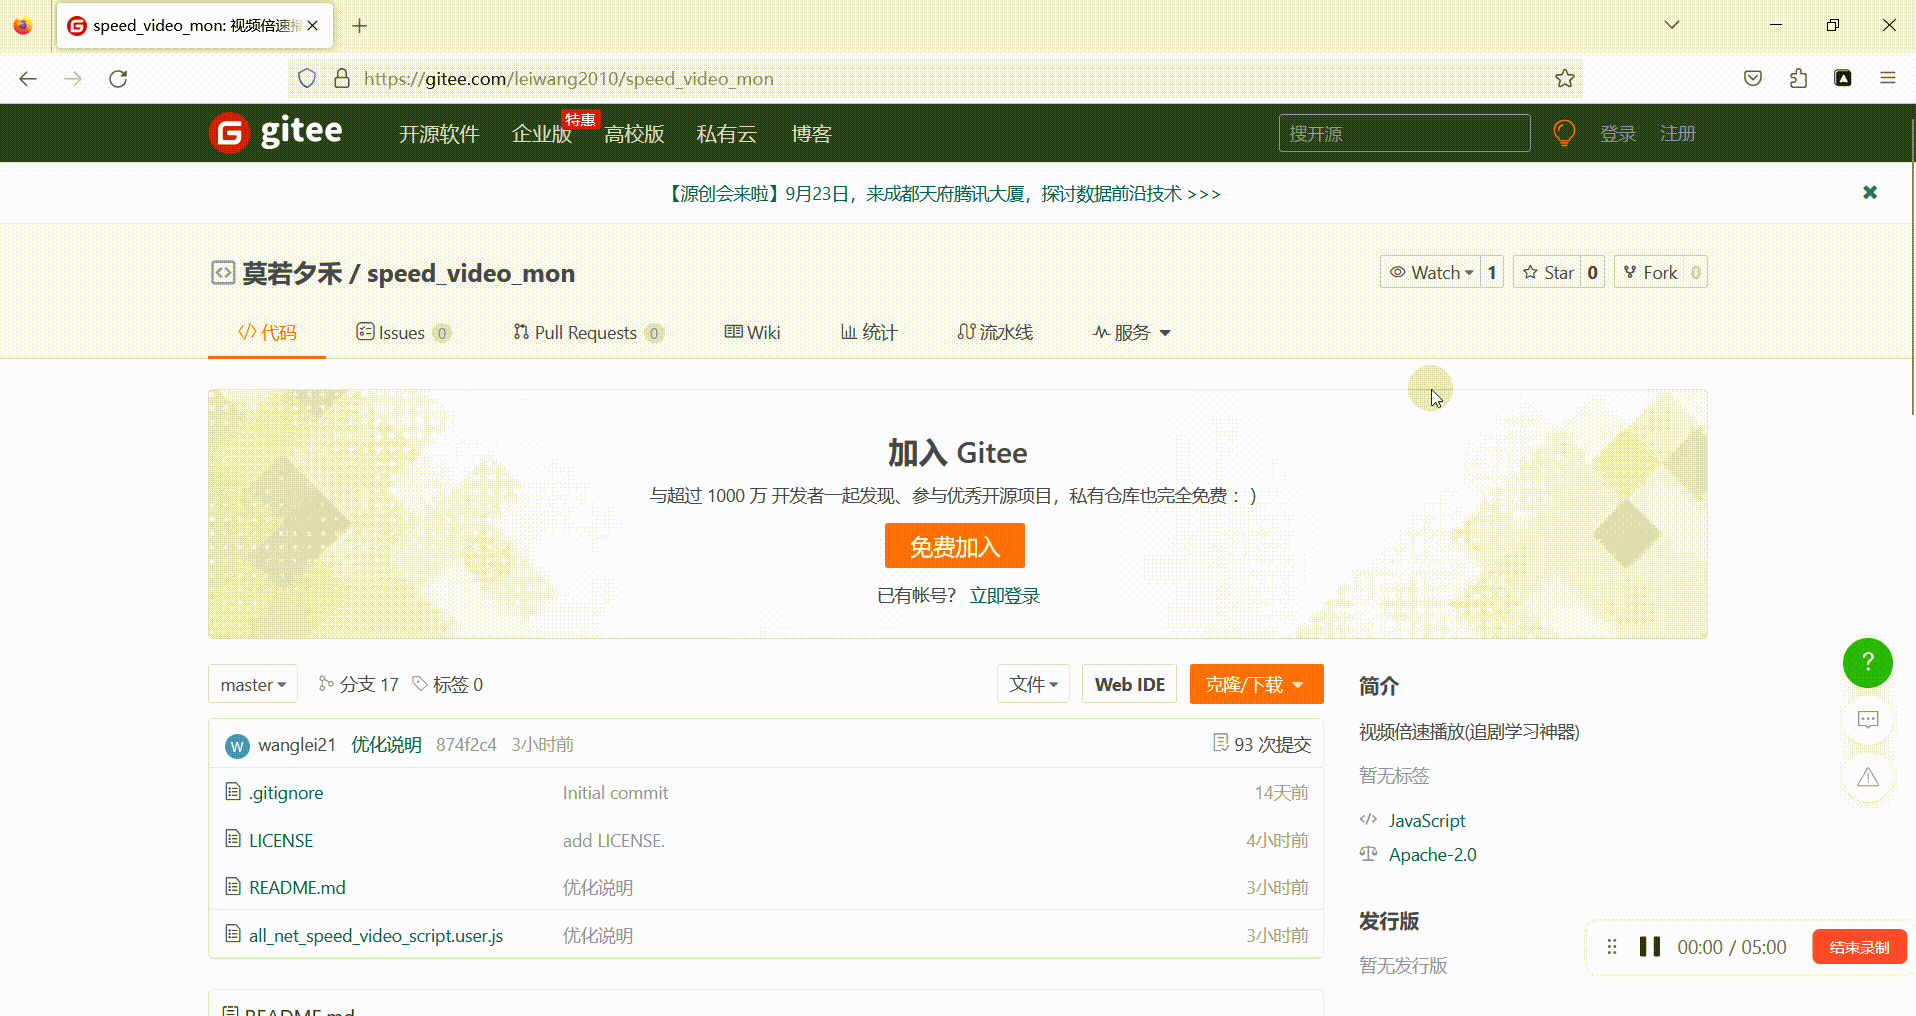 speed_video_mon: 视频倍速
https://gitee.com/leiwang2010/speed_video_mon
gitee 开源软件 企业版 特惠 高校版 私有云 博客 搜开源 登录 注册
【源创会来啦】9月23日，来成都天府腾讯大厦，探讨数据前沿技术 >>>
莫若夕禾 / speed_video_mon Watch 1 Star 0 Fork 0
代码 Issues 0 Pull Requests 0 Wiki 统计 流水线 服务
加入 Gitee
与超过 1000 万 开发者一起发现、参与优秀开源项目，私有仓库也完全免费：）
免费加入
已有帐号？ 立即登录
master 分支 17 标签 0 文件 Web IDE 克隆/下载
wanglei21 优化说明 874f2c4 3小时前 93 次提交
.gitignore Initial commit 14天前
LICENSE add LICENSE. 4小时前
README.md 优化说明 3小时前
all_net_speed_video_script.user.js 优化说明 3小时前
README.md
简介
视频倍速播放(追剧学习神器)
暂无标签
JavaScript
Apache-2.0
发行版
暂无发行版
00:00 / 05:00 结束录制